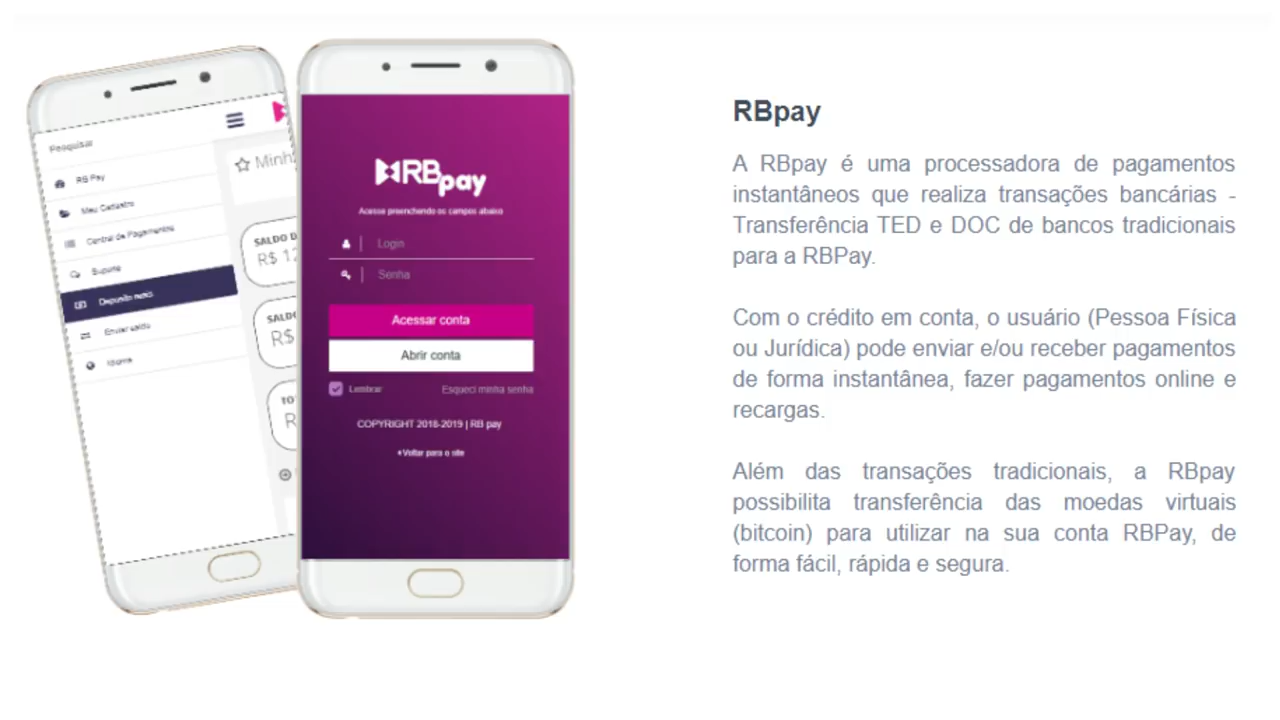 Pesquisar
RB Pay
Meu Cadastro
Central de Pagamentos
Suporte
Enviar saldo
Idioma
Minh
SALDO D
R$ 12
SALD
R$
TO
R
RBpay
Acesse preenchendo os campos abaixo
Login
Senha
Acessar conta
Abrir conta
Lembrar
Esqueci minha senha
COPYRIGHT 2018-2019 | RB pay
Voltar para o site
RBpay
A RBpay é uma processadora de pagamentos
instantâneos que realiza transações bancárias -
Transferência TED e DOC de bancos tradicionais
para a RBPay.
Com o crédito em conta, o usuário (Pessoa Física
ou Jurídica) pode enviar e/ou receber pagamentos
de forma instantânea, fazer pagamentos online e
recargas.
Além das transações tradicionais, a RBpay
possibilita transferência das moedas virtuais
(bitcoin) para utilizar na sua conta RBPay, de
forma fácil, rápida e segura.